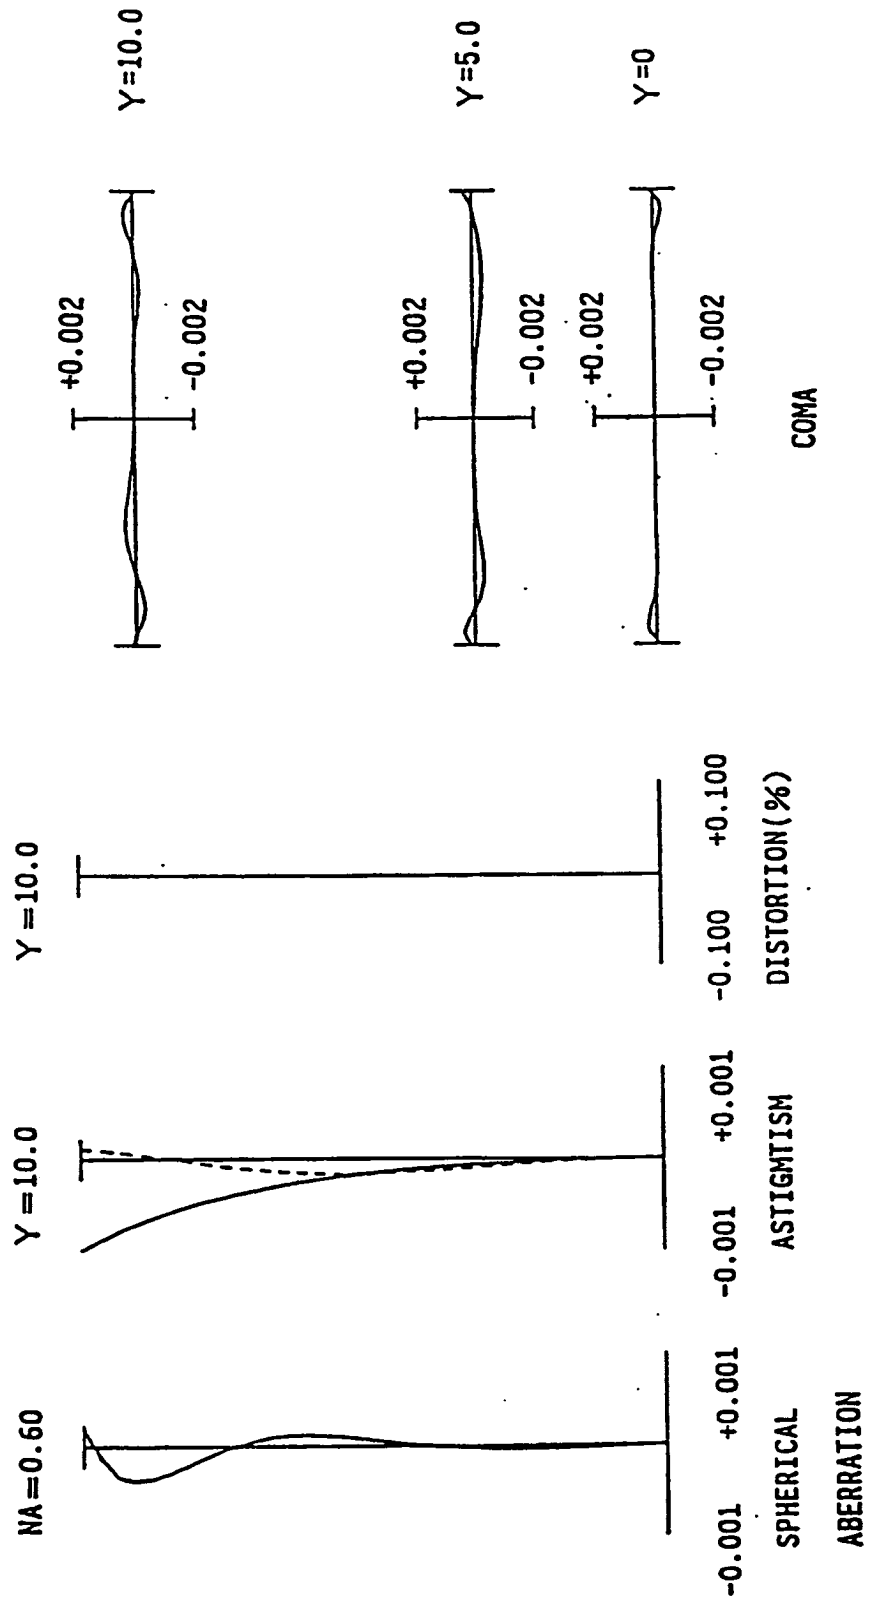 NA=0.60
-0.001 +0.001
SPHERICAL
ABERRATION
Y=10.0
-0.001 +0.001
ASTIGMTISM
Y=10.0
-0.100 +0.100
DISTORTION(%)
+0.002
-0.002
Y=10.0
+0.002
-0.002
Y=5.0
+0.002
-0.002
Y=0
COMA